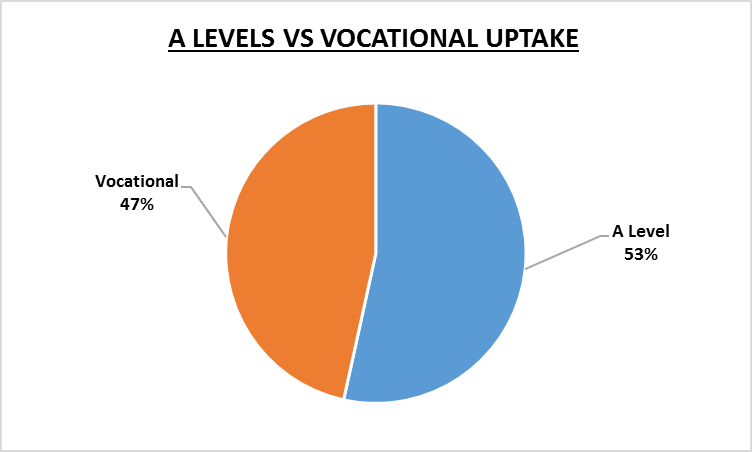 A LEVELS VS VOCATIONAL UPTAKE
Vocational
47%
A Level
53%